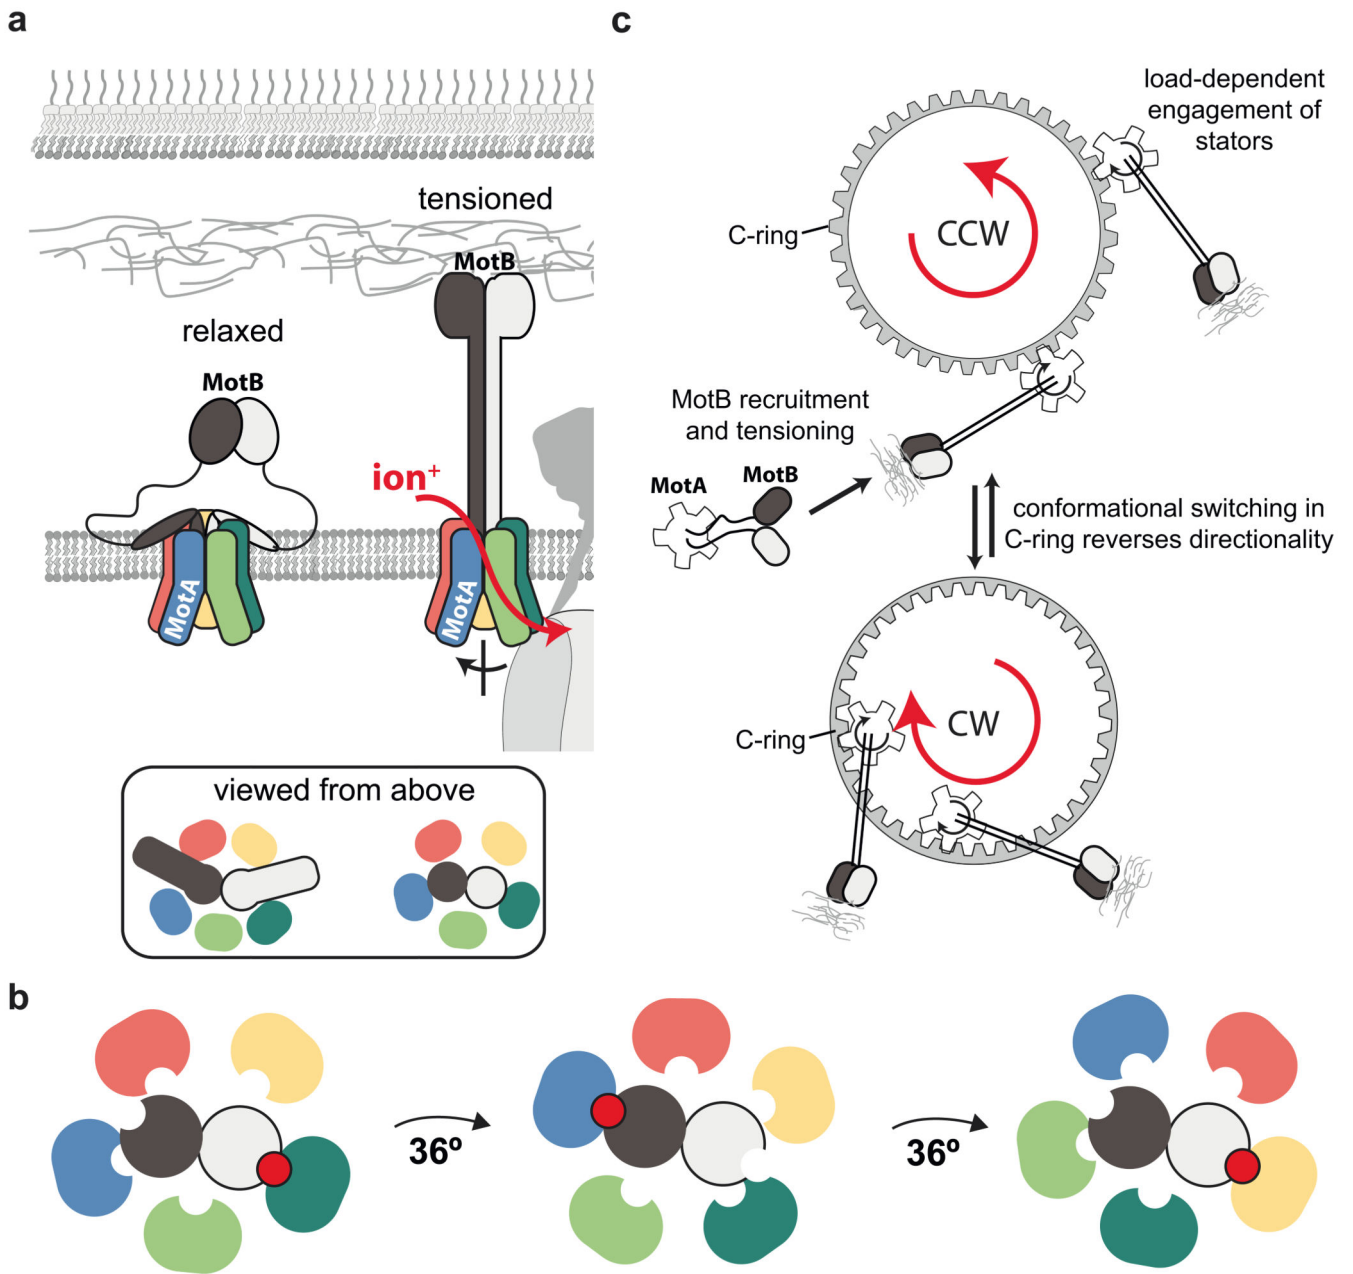 a
tensioned
MotB
relaxed
MotB
ion⁺
MotA
MotA
viewed from above
c
load-dependent
engagement of
stators
C-ring
CCW
MotB recruitment
and tensioning
MotA
MotB
conformational switching in
C-ring reverses directionality
C-ring
CW
b
36º
36º